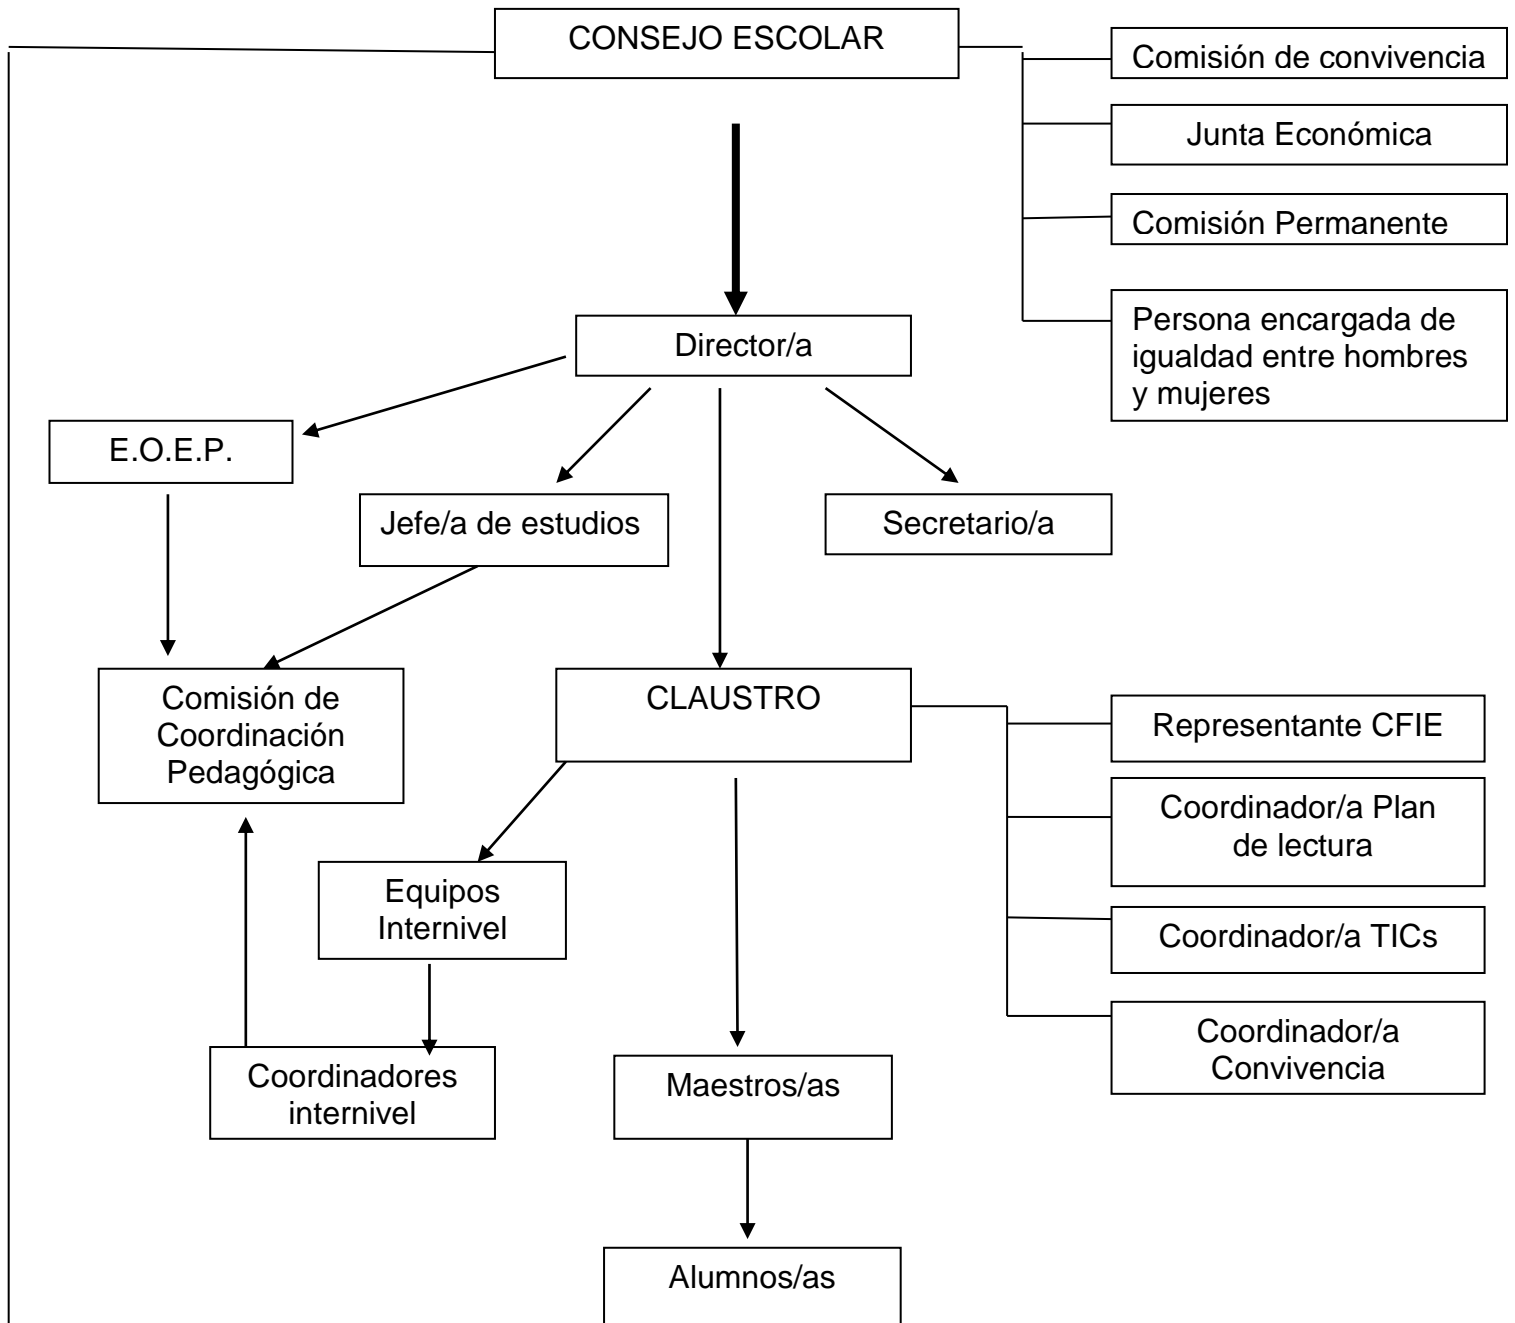 CONSEJO ESCOLAR
Comisión de convivencia
Junta Económica
Comisión Permanente
Persona encargada de
igualdad entre hombres
y mujeres
Director/a
E.O.E.P.
Jefe/a de estudios
Secretario/a
Comisión de
Coordinación
Pedagógica
CLAUSTRO
Representante CFIE
Coordinador/a Plan
de lectura
Coordinador/a TICs
Coordinador/a
Convivencia
Equipos
Internivel
Coordinadores
internivel
Maestros/as
Alumnos/as